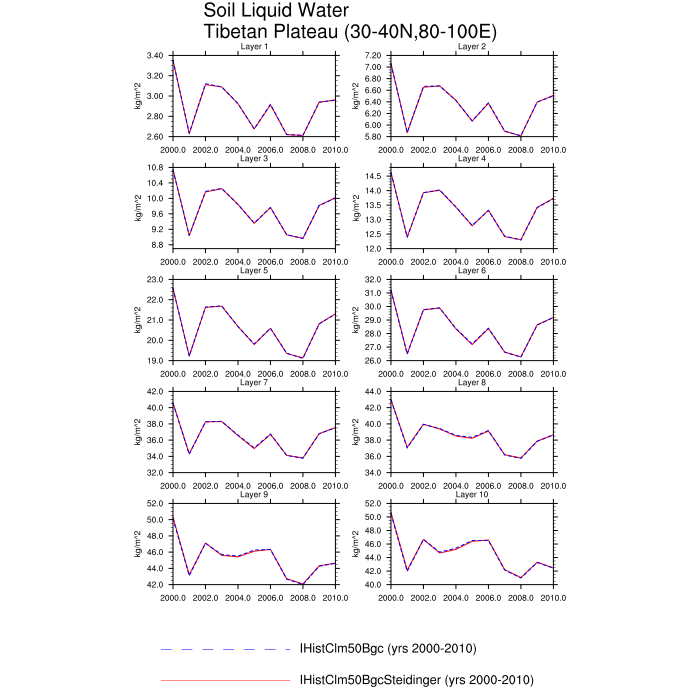 Soil Liquid Water
Tibetan Plateau (30-40N,80-100E)
Layer 1
3.40
3.20
3.00
2.80
2.60
kg/m^2
2000.0 2002.0 2004.0 2006.0 2008.0 2010.0
Layer 2
7.20
7.00
6.80
6.60
6.40
6.20
6.00
5.80
kg/m^2
2000.0 2002.0 2004.0 2006.0 2008.0 2010.0
Layer 3
10.8
10.4
10.0
9.6
9.2
8.8
kg/m^2
2000.0 2002.0 2004.0 2006.0 2008.0 2010.0
Layer 4
14.5
14.0
13.5
13.0
12.5
12.0
kg/m^2
2000.0 2002.0 2004.0 2006.0 2008.0 2010.0
Layer 5
23.0
22.0
21.0
20.0
19.0
kg/m^2
2000.0 2002.0 2004.0 2006.0 2008.0 2010.0
Layer 6
32.0
31.0
30.0
29.0
28.0
27.0
26.0
kg/m^2
2000.0 2002.0 2004.0 2006.0 2008.0 2010.0
Layer 7
42.0
40.0
38.0
36.0
34.0
32.0
kg/m^2
2000.0 2002.0 2004.0 2006.0 2008.0 2010.0
Layer 8
44.0
42.0
40.0
38.0
36.0
34.0
kg/m^2
2000.0 2002.0 2004.0 2006.0 2008.0 2010.0
Layer 9
52.0
50.0
48.0
46.0
44.0
42.0
kg/m^2
2000.0 2002.0 2004.0 2006.0 2008.0 2010.0
Layer 10
52.0
50.0
48.0
46.0
44.0
42.0
40.0
kg/m^2
2000.0 2002.0 2004.0 2006.0 2008.0 2010.0
IHistClm50Bgc (yrs 2000-2010)
IHistClm50BgcSteidinger (yrs 2000-2010)